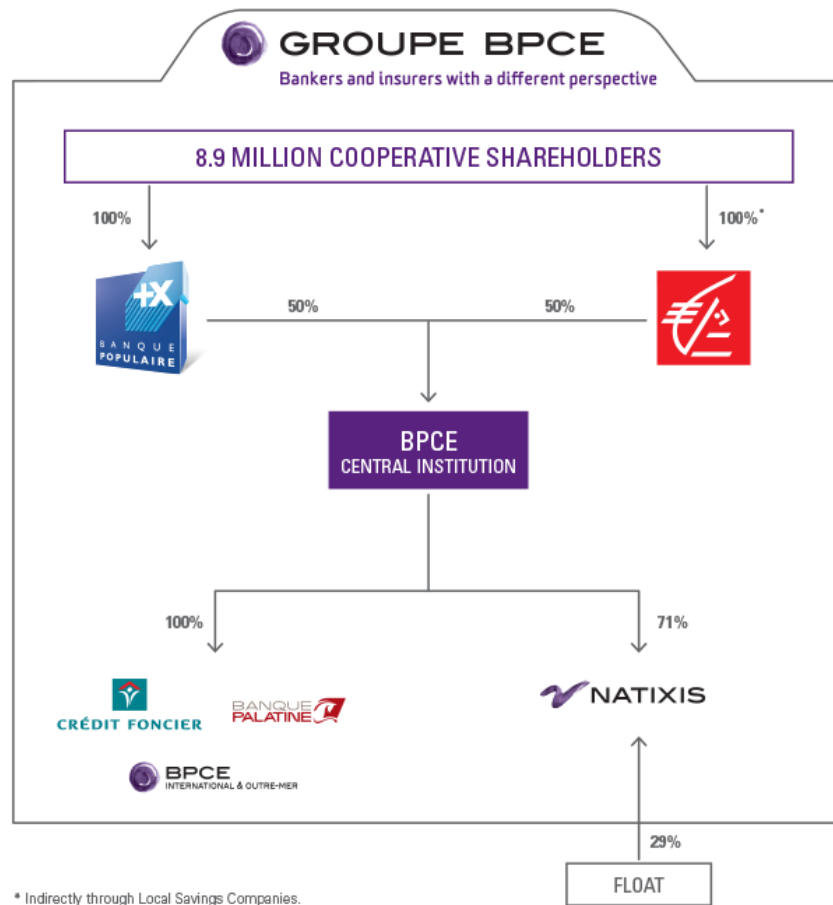 GROUPE BPCE
Bankers and insurers with a different perspective
8.9 MILLION COOPERATIVE SHAREHOLDERS
100%
100%*
+X
BANQUE
POPULAIRE
50%
50%
BPCE
CENTRAL INSTITUTION
100%
71%
CRÉDIT FONCIER
BANQUE
PALATINE
NATIXIS
BPCE
INTERNATIONAL & OUTRE-MER
29%
FLOAT
* Indirectly through Local Savings Companies.